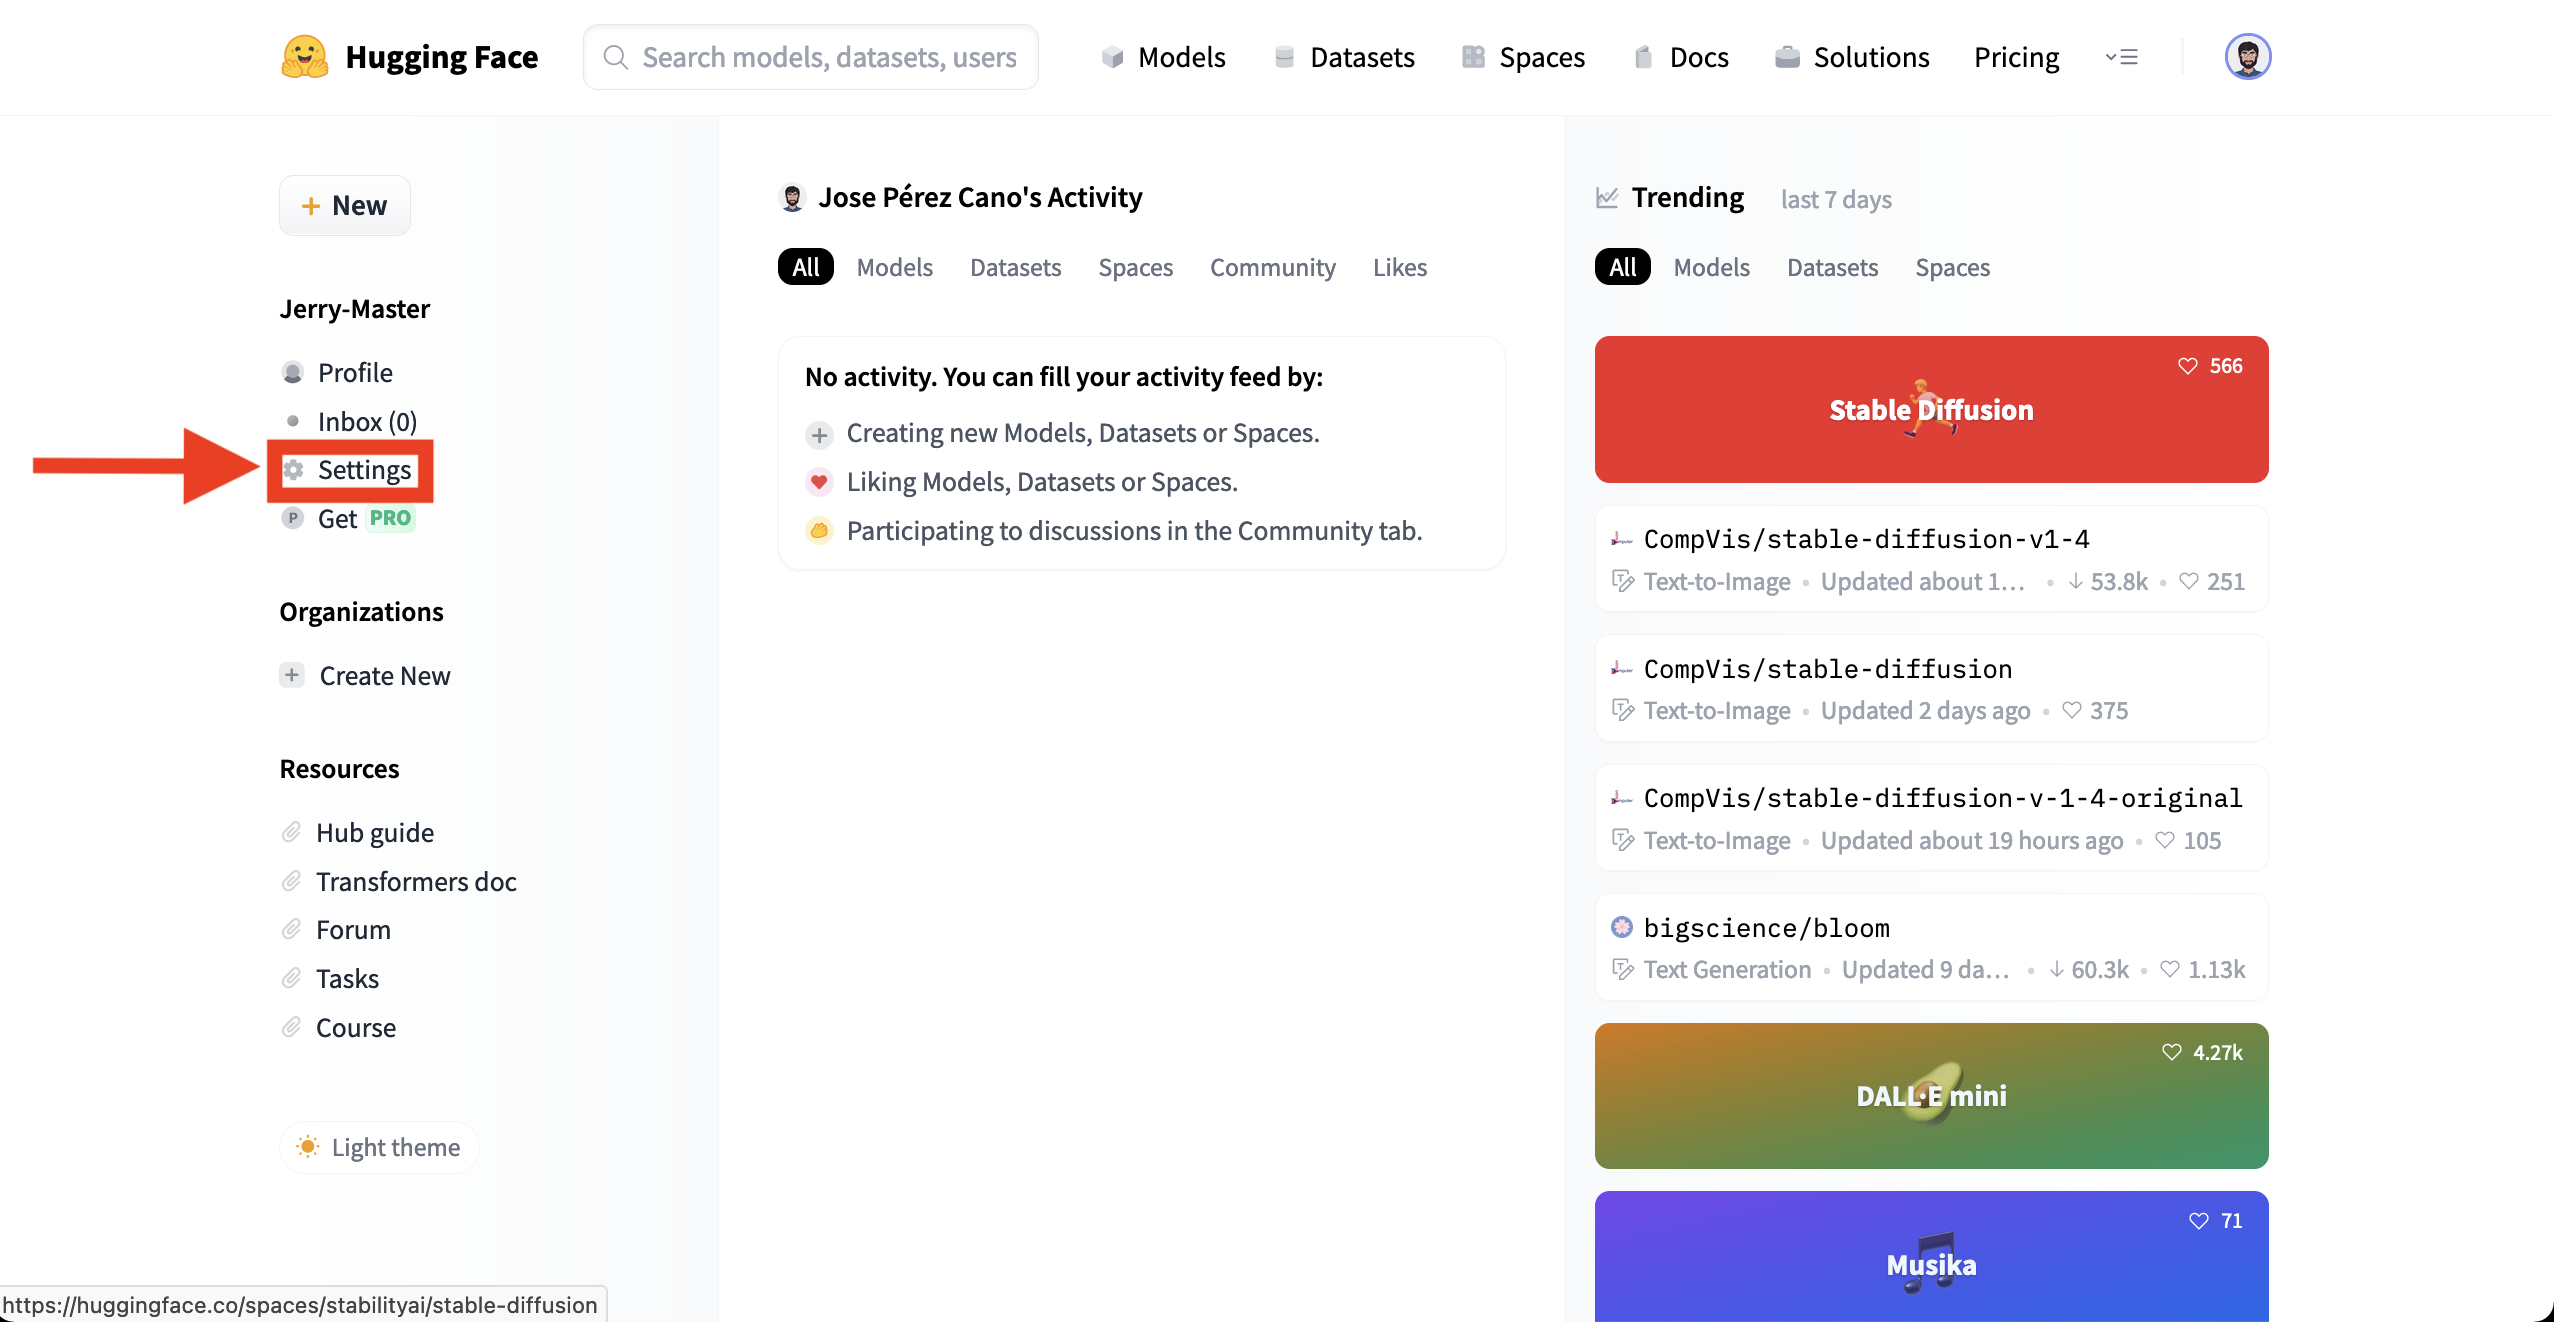 Hugging Face
Search models, datasets, users
Models
Datasets
Spaces
Docs
Solutions
Pricing
+ New
Jerry-Master
Profile
Inbox (0)
Settings
P Get PRO
Organizations
+ Create New
Resources
Hub guide
Transformers doc
Forum
Tasks
Course
Light theme
Jose Pérez Cano's Activity
All Models Datasets Spaces Community Likes
No activity. You can fill your activity feed by:
Creating new Models, Datasets or Spaces.
Liking Models, Datasets or Spaces.
Participating to discussions in the Community tab.
Trending last 7 days
All Models Datasets Spaces
566
Stable Diffusion
CompVis/stable-diffusion-v1-4
Text-to-Image • Updated about 1… • ↓ 53.8k • 251
CompVis/stable-diffusion
Text-to-Image • Updated 2 days ago • 375
CompVis/stable-diffusion-v-1-4-original
Text-to-Image • Updated about 19 hours ago • 105
bigscience/bloom
Text Generation • Updated 9 da… • ↓ 60.3k • 1.13k
4.27k
DALL·E mini
71
Musika
https://huggingface.co/spaces/stabilityai/stable-diffusion